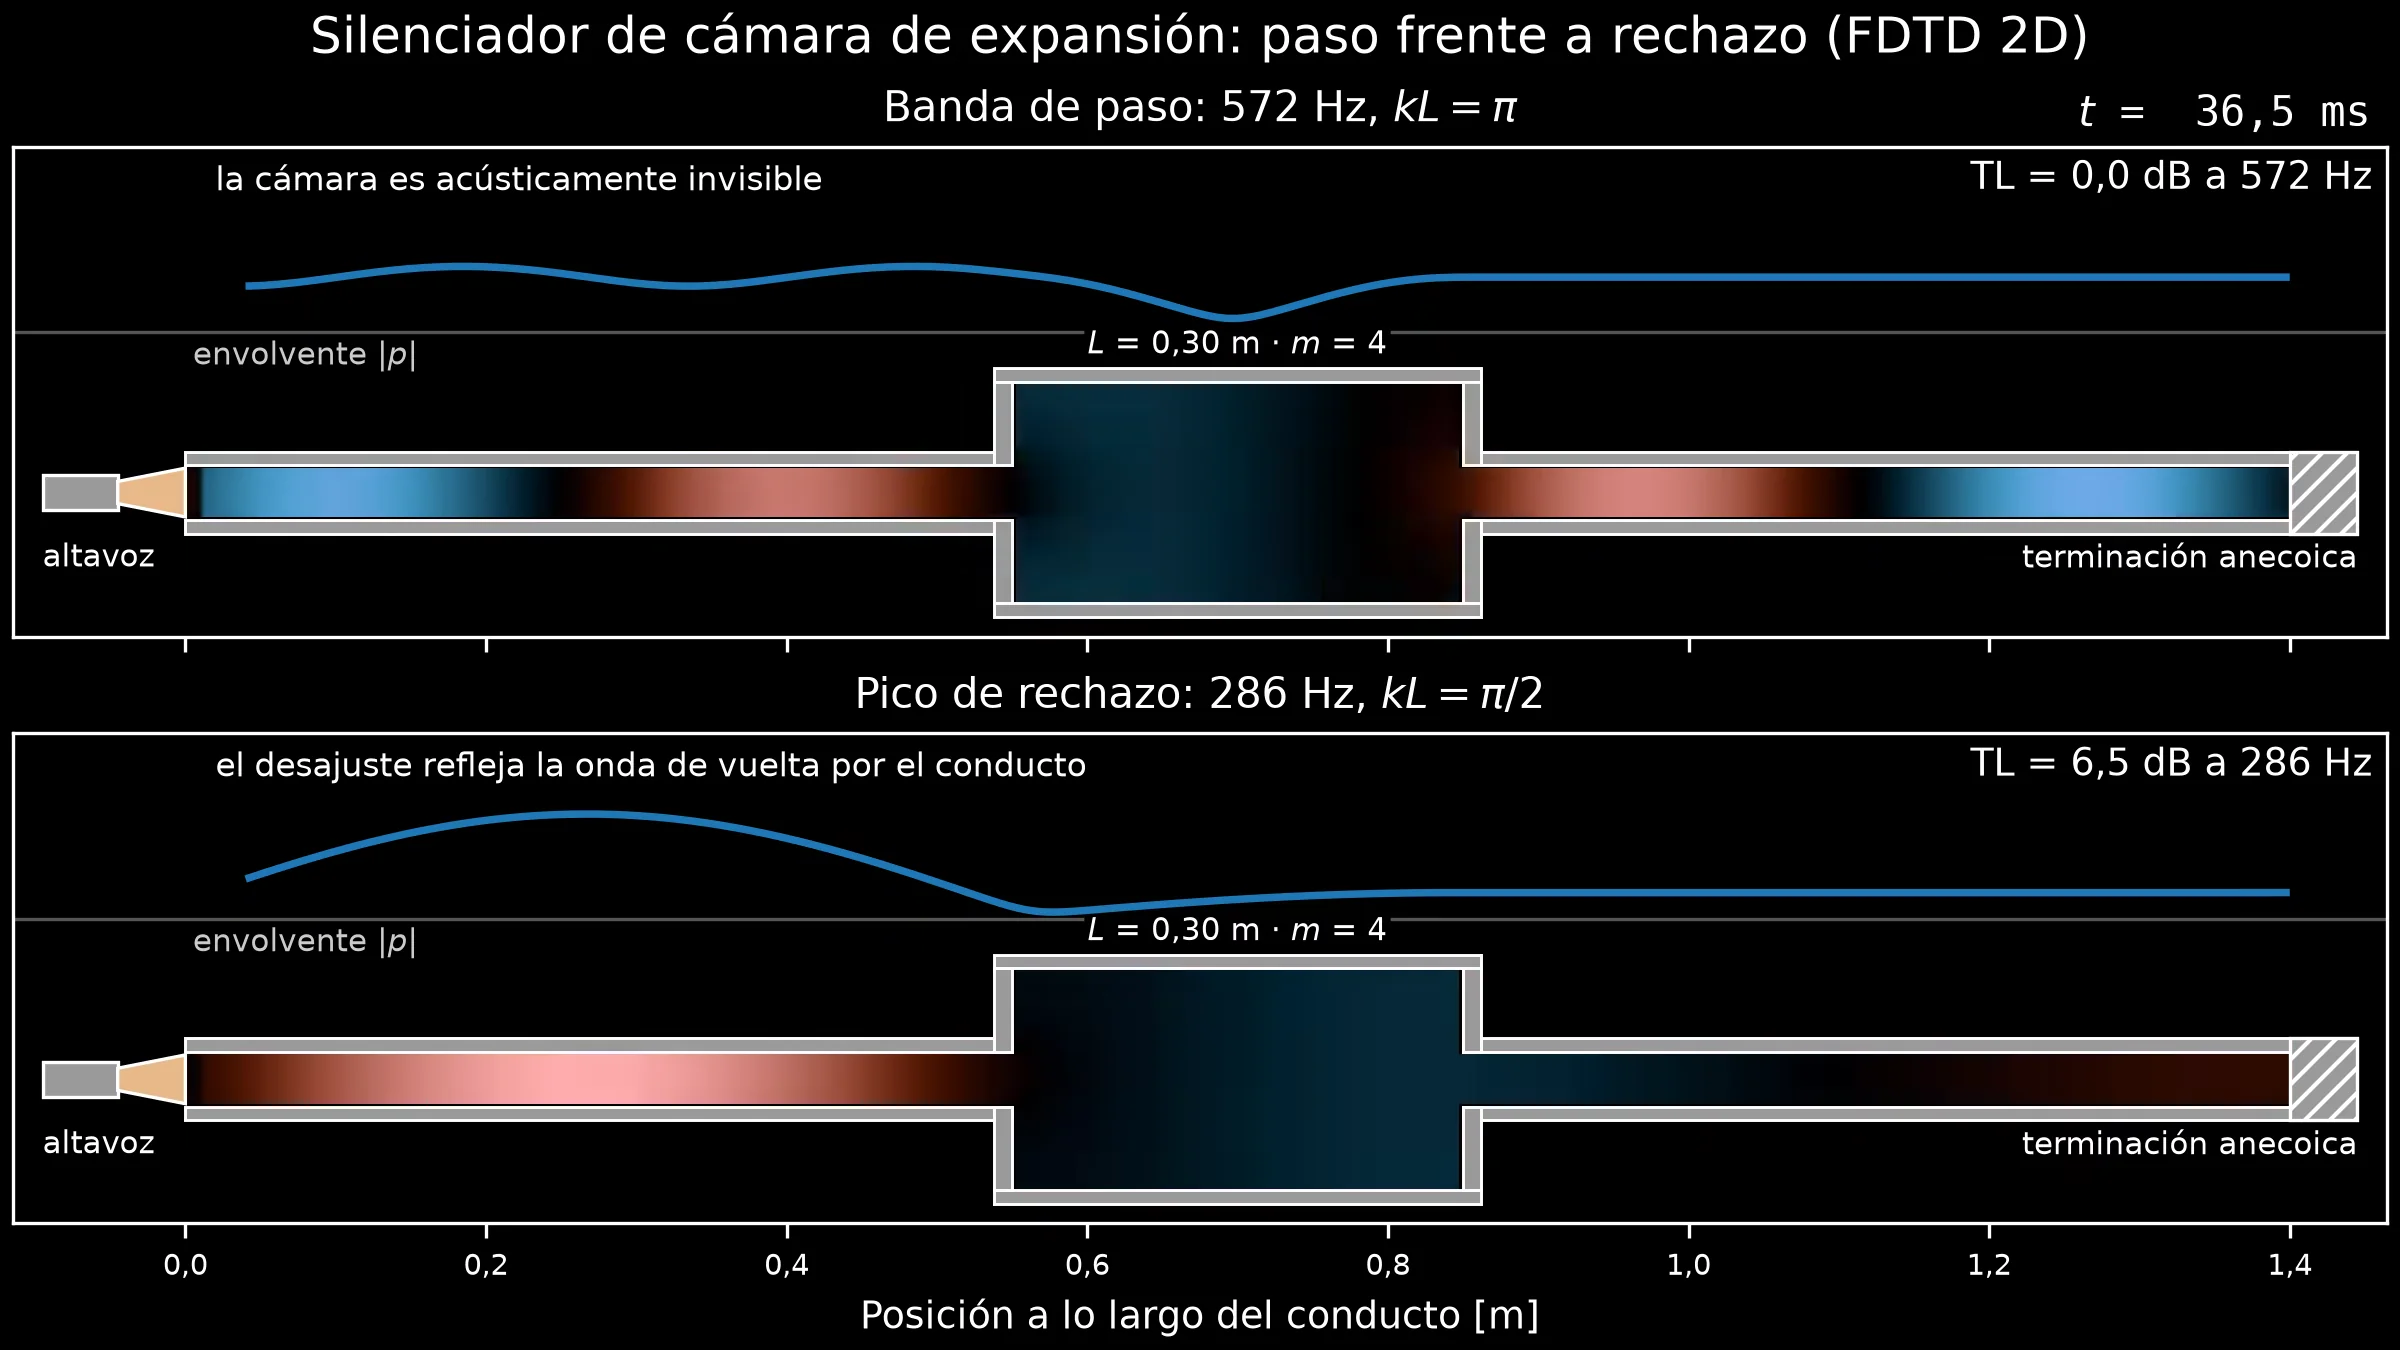 Silenciador de cámara de expansión: paso frente a rechazo (FDTD 2D)
Banda de paso: 572 Hz, kL = π
t = 36,5 ms
la cámara es acústicamente invisible
TL = 0,0 dB a 572 Hz
envolvente |p|
L = 0,30 m · m = 4
altavoz
terminación anecoica
Pico de rechazo: 286 Hz, kL = π/2
el desajuste refleja la onda de vuelta por el conducto
TL = 6,5 dB a 286 Hz
envolvente |p|
L = 0,30 m · m = 4
altavoz
terminación anecoica
0,0 0,2 0,4 0,6 0,8 1,0 1,2 1,4
Posición a lo largo del conducto [m]